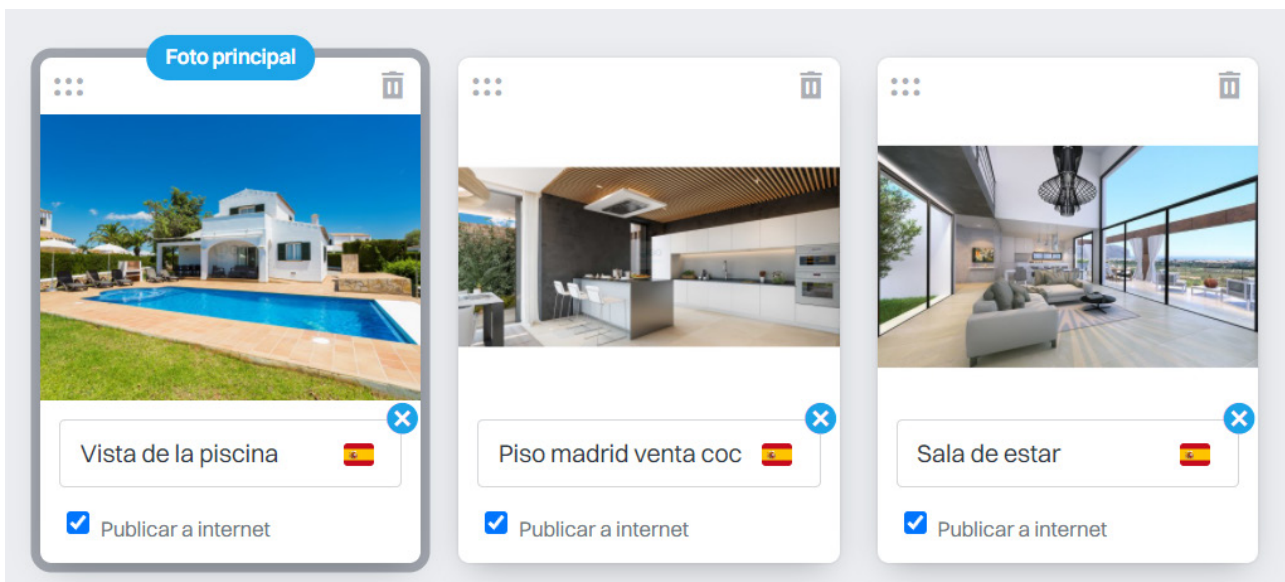 Foto principal
Vista de la piscina
Publicar a internet
Piso madrid venta coc
Publicar a internet
Sala de estar
Publicar a internet